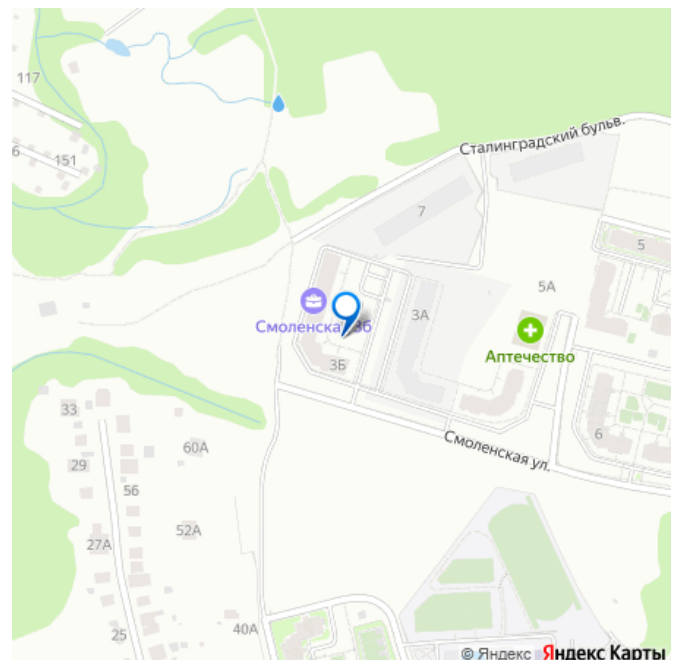 117
6
151
Сталинградский бульв.
7
5
5А
3А
Смоленская 3б
Аптечество
3Б
Смоленская ул.
6
33
60А
29
56
52А
27А
25
40А
© Яндекс Яндекс Карты